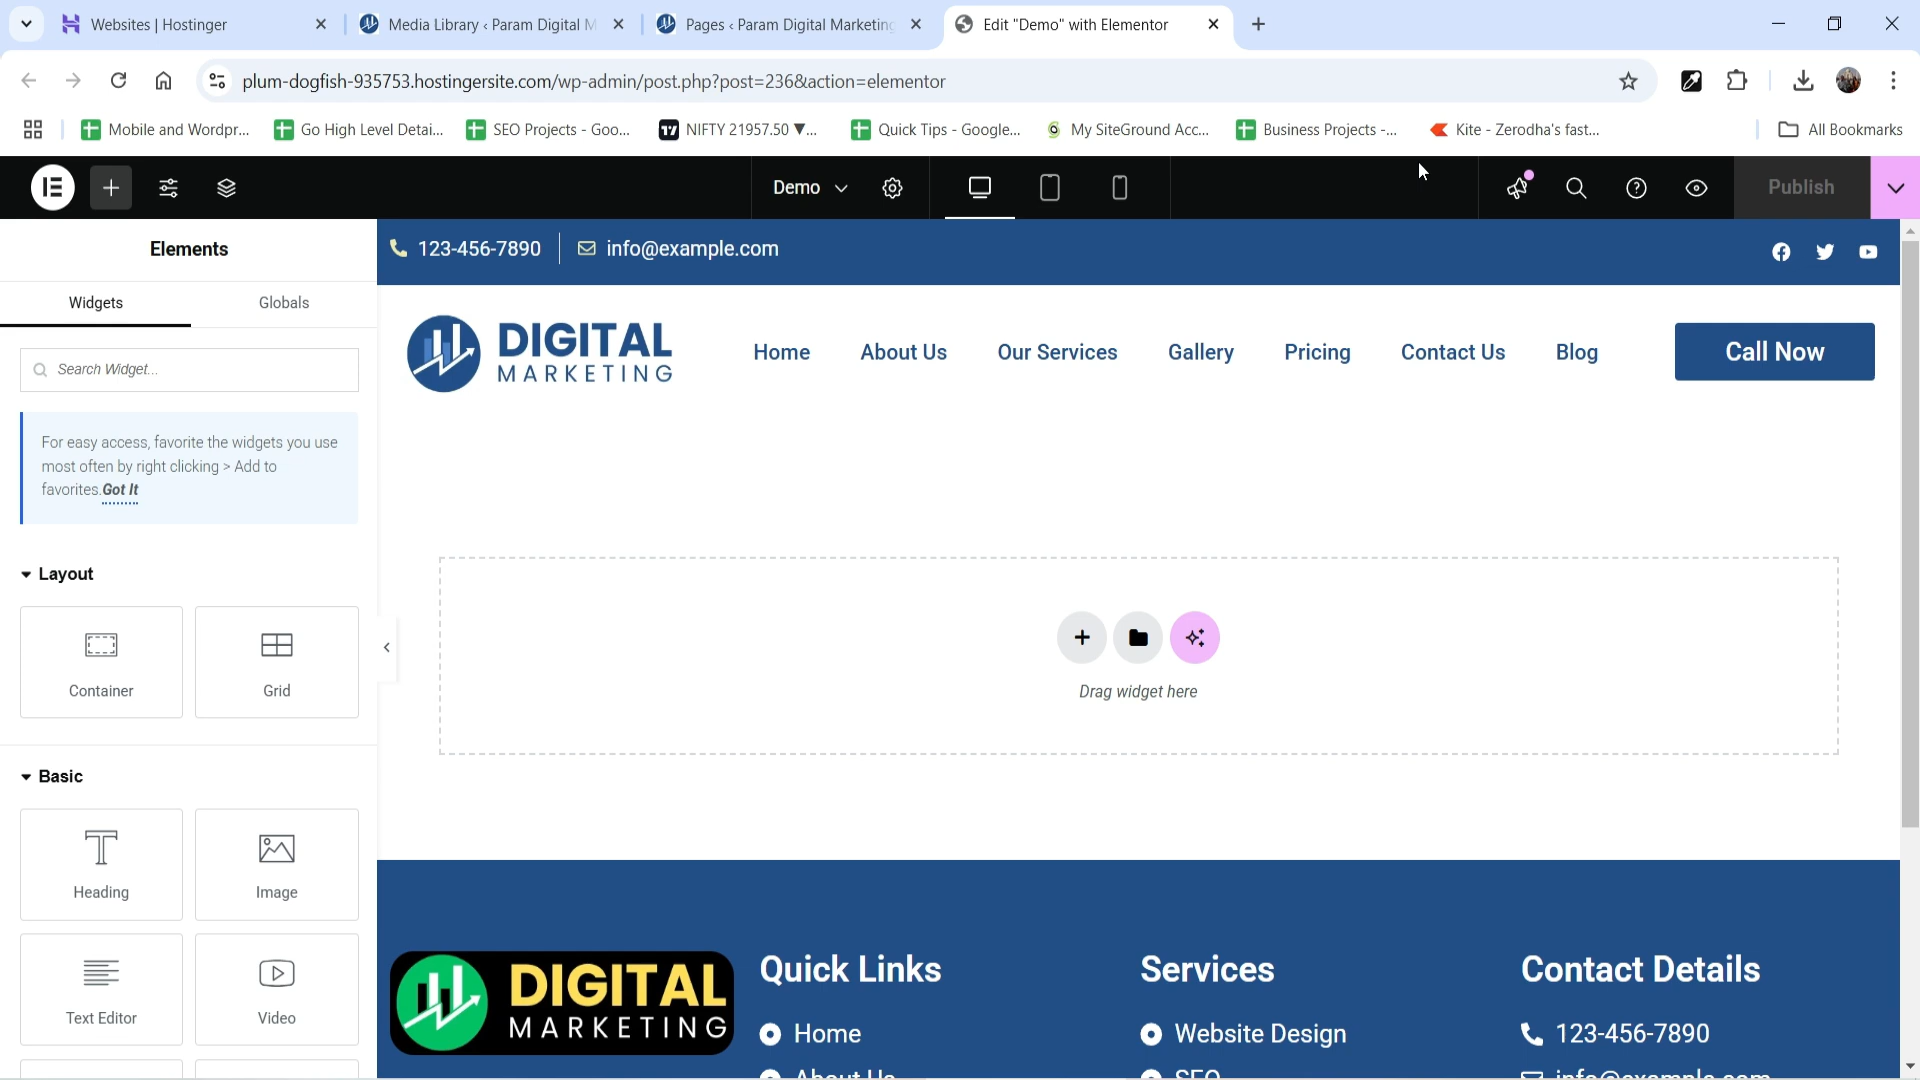 Websites | Hostinger
Media Library ‹ Param Digital M
Pages ‹ Param Digital Marketing
Edit "Demo" with Elementor
plum-dogfish-935753.hostingersite.com/wp-admin/post.php?post=236&action=elementor
Mobile and Wordpr...
Go High Level Detai...
SEO Projects - Goo...
NIFTY 21957.50 ▼...
Quick Tips - Google...
My SiteGround Acc...
Business Projects -...
Kite - Zerodha's fast...
All Bookmarks
Demo
Publish
Elements
Widgets
Globals
Search Widget...
For easy access, favorite the widgets you use
most often by right clicking > Add to
favorites. Got It
Layout
Container
Grid
Basic
Heading
Image
Text Editor
Video
123-456-7890
info@example.com
DIGITAL
MARKETING
Home
About Us
Our Services
Gallery
Pricing
Contact Us
Blog
Call Now
Drag widget here
DIGITAL
MARKETING
Quick Links
Home
About Us
Services
Website Design
SEO
Contact Details
123-456-7890
info@example.com